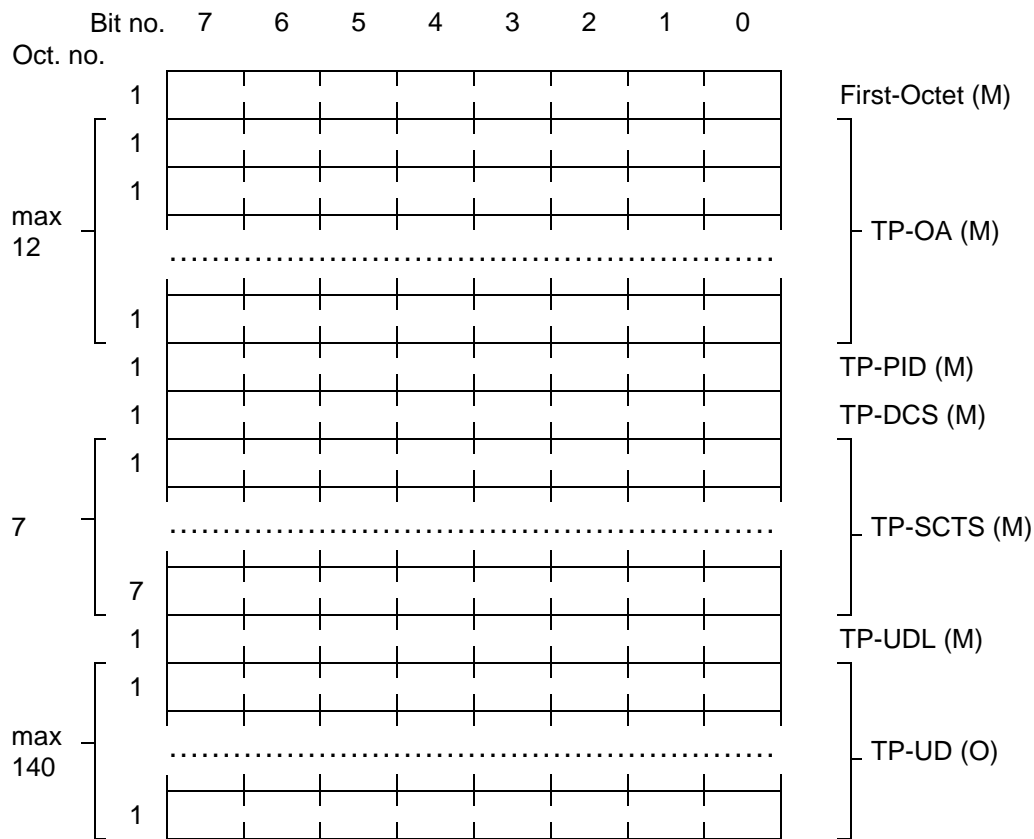 Bit no. 7 6 5 4 3 2 1 0
Oct. no.
1 First-Octet (M)
1
1
max
12
TP-OA (M)
1
1 TP-PID (M)
1 TP-DCS (M)
1
7 TP-SCTS (M)
7
1 TP-UDL (M)
1
max
140
TP-UD (O)
1